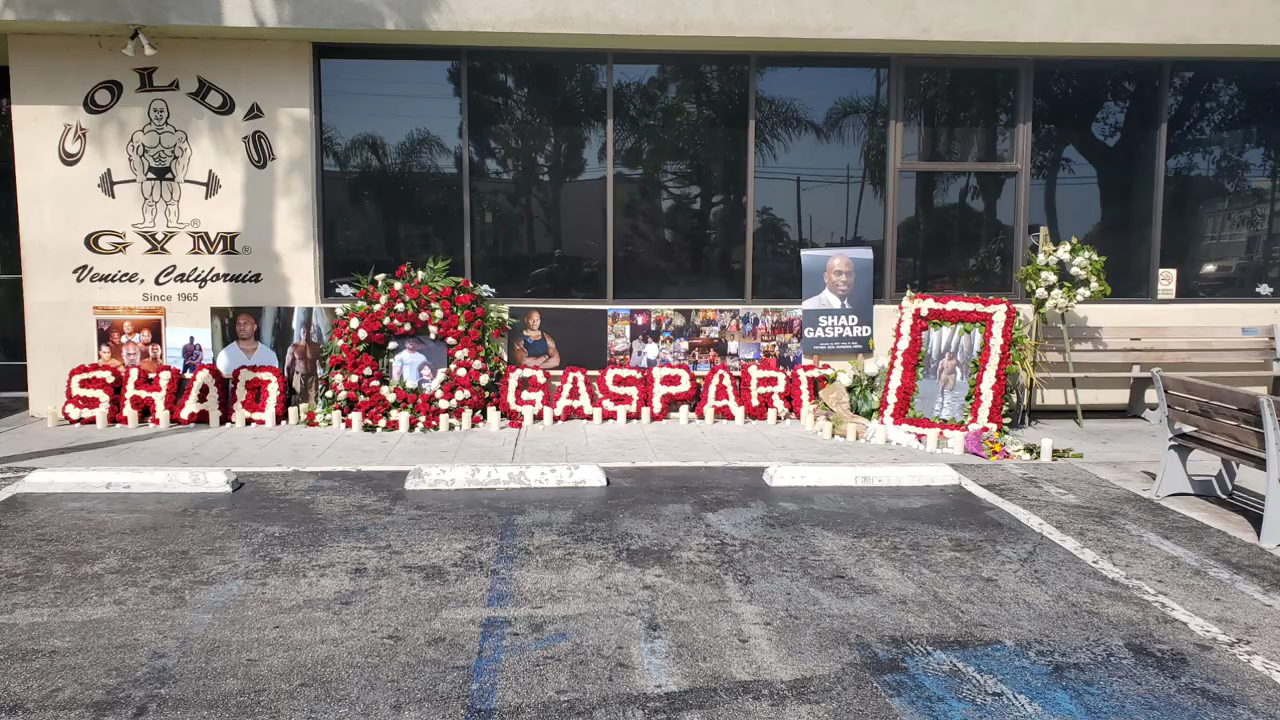 GOLD'S
GYM®
Venice, California
Since 1965
SHAD
GASPARD
SHAD
GASPARD